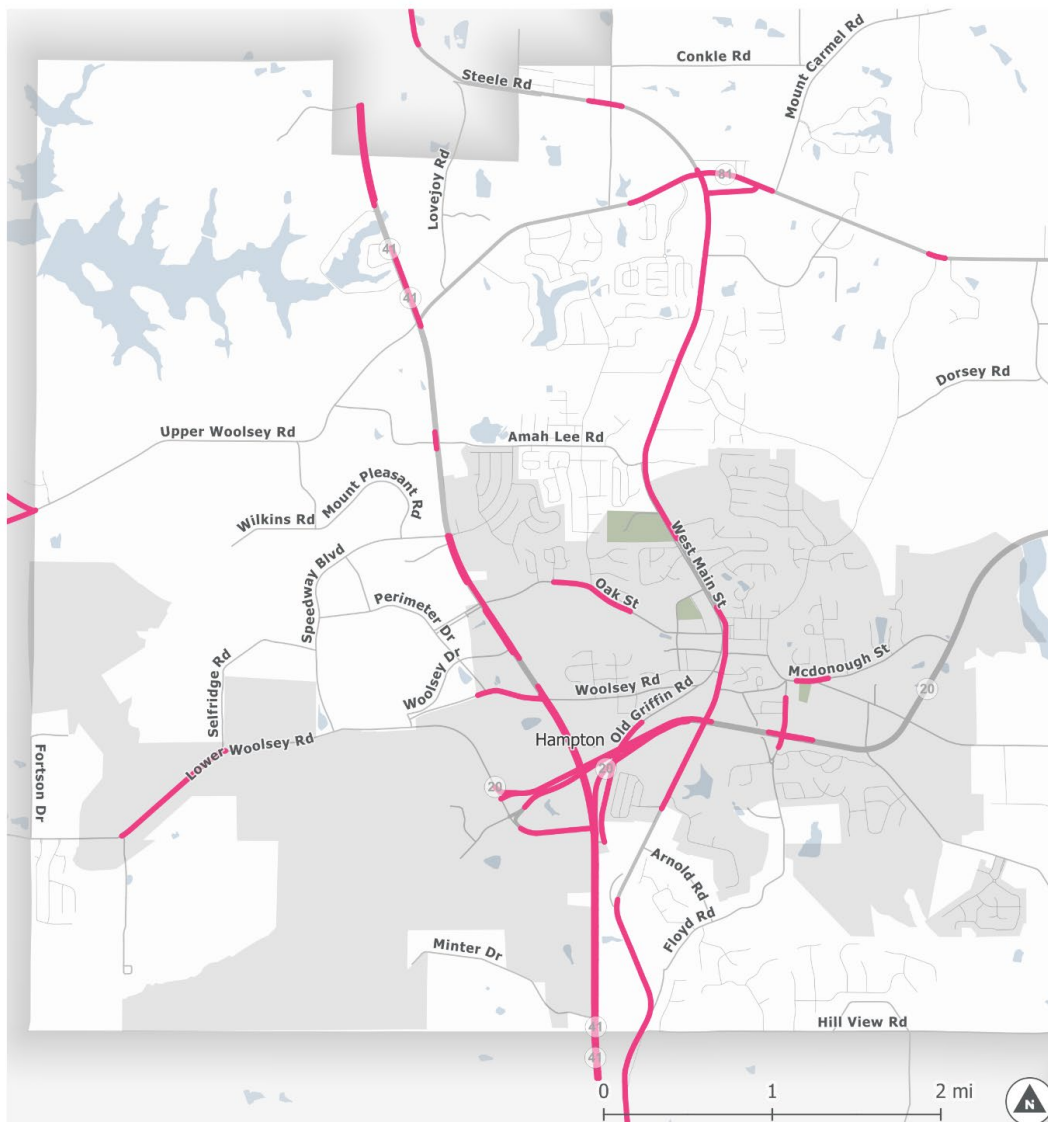 Conkle Rd
Steele Rd
Mount Carmel Rd
81
Lovejoy Rd
41
41
Dorsey Rd
Upper Woolsey Rd
Amah Lee Rd
Mount Pleasant Rd
Wilkins Rd
West Main St
Speedway Blvd
Oak St
Perimeter Dr
Mcdonough St
Selfridge Rd
Woolsey Dr
Woolsey Rd
Old Griffin Rd
20
Lower Woolsey Rd
Hampton
20
20
Fortson Dr
Arnold Rd
Floyd Rd
Minter Dr
41
Hill View Rd
41
0 1 2 mi
N